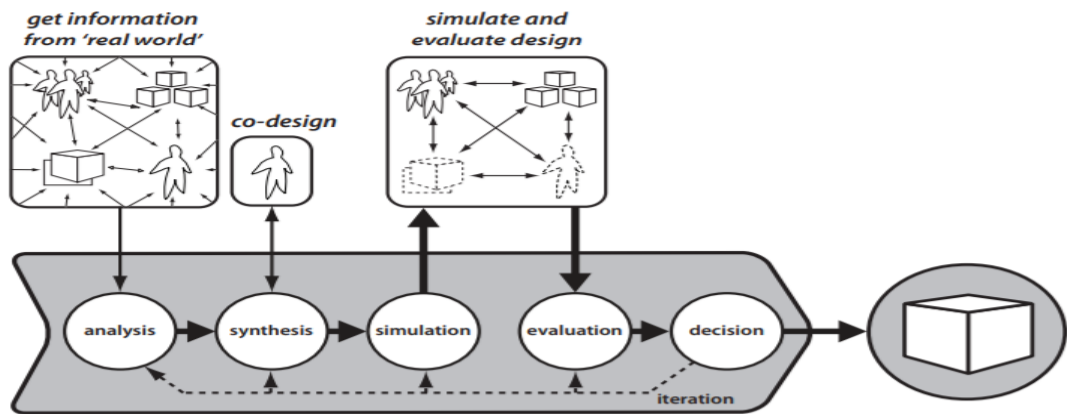 get information
from ‘real world’
simulate and
evaluate design
co-design
analysis
synthesis
simulation
evaluation
decision
iteration